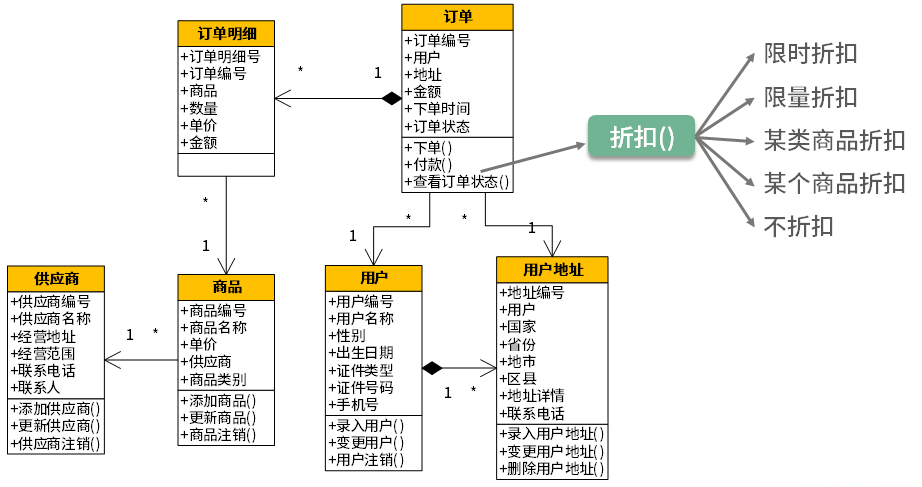 订单明细
+订单明细号
+订单编号
+商品
+数量
+单价
+金额
*
1
订单
+订单编号
+用户
+地址
+金额
+下单时间
+订单状态
+下单()
+付款()
+查看订单状态()
折扣()
限时折扣
限量折扣
某类商品折扣
某个商品折扣
不折扣
*
1
*
1
*
1
供应商
+供应商编号
+供应商名称
+经营地址
+经营范围
+联系电话
+联系人
+添加供应商()
+更新供应商()
+供应商注销()
1
*
商品
+商品编号
+商品名称
+单价
+供应商
+商品类别
+添加商品()
+更新商品()
+商品注销()
用户
+用户编号
+用户名称
+性别
+出生日期
+证件类型
+证件号码
+手机号
+录入用户()
+变更用户()
+用户注销()
1
*
用户地址
+地址编号
+用户
+国家
+省份
+地市
+区县
+地址详情
+联系电话
+录入用户地址()
+变更用户地址()
+删除用户地址()